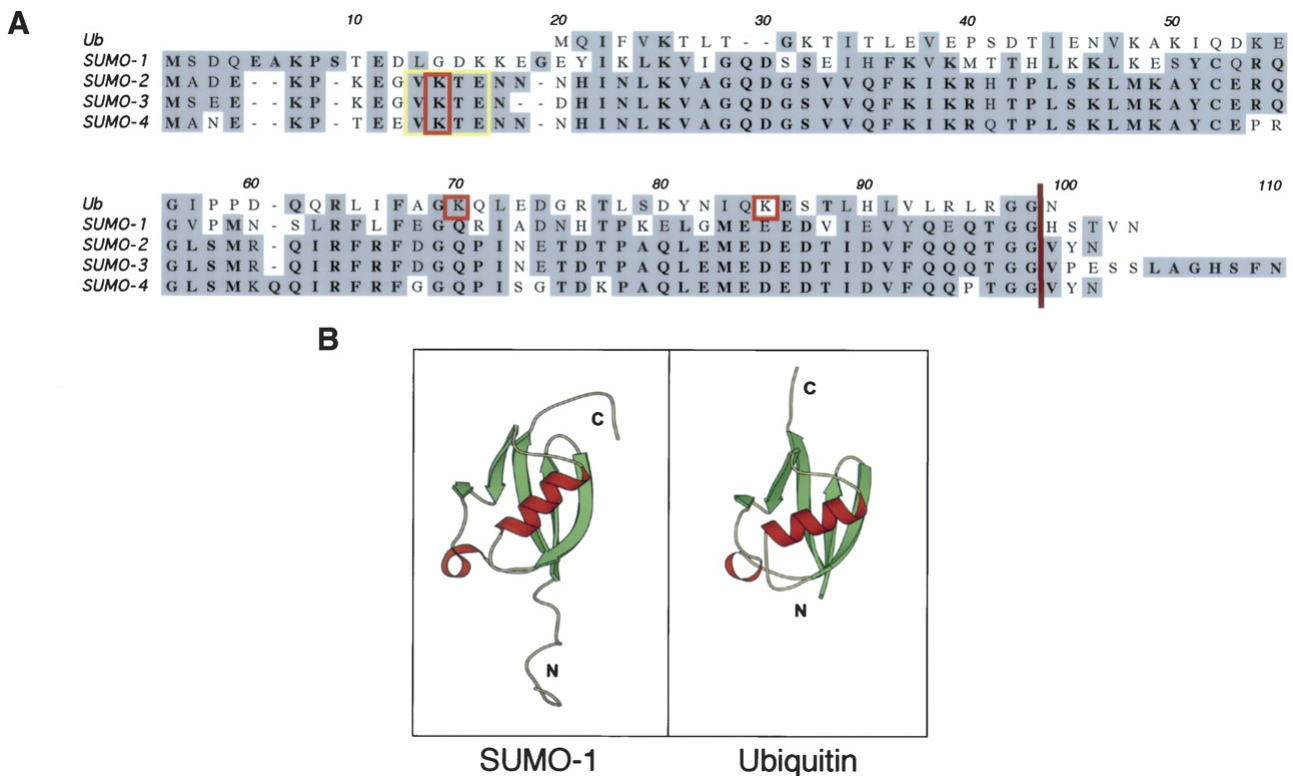 A
10 20 30 40 50
Ub M Q I F V K T L T - - G K T I T L E V E P S D T I E N V K A K I Q D K E
SUMO-1 M S D Q E A K P S T E D L G D K K E G E Y I K L K V I G Q D S S E I H F K V K M T T H L K K L K E S Y C Q R Q
SUMO-2 M A D E - - K P - K E G V K T E N N - N H I N L K V A G Q D G S V V Q F K I K R H T P L S K L M K A Y C E R Q
SUMO-3 M S E E - - K P - K E G V K T E N - - D H I N L K V A G Q D G S V V Q F K I K R H T P L S K L M K A Y C E R Q
SUMO-4 M A N E - - K P - T E E V K T E N N - N H I N L K V A G Q D G S V V Q F K I K R Q T P L S K L M K A Y C E P R
60 70 80 90 100 110
Ub G I P P D - Q Q R L I F A G K Q L E D G R T L S D Y N I Q K E S T L H L V L R L R G G N
SUMO-1 G V P M N - S L R F L F E G Q R I A D N H T P K E L G M E E E D V I E V Y Q E Q T G G H S T V N
SUMO-2 G L S M R - Q I R F R F D G Q P I N E T D T P A Q L E M E D E D T I D V F Q Q Q T G G V Y N
SUMO-3 G L S M R - Q I R F R F D G Q P I N E T D T P A Q L E M E D E D T I D V F Q Q Q T G G V P E S S L A G H S F N
SUMO-4 G L S M K Q Q I R F R F G G Q P I S G T D K P A Q L E M E D E D T I D V F Q Q P T G G V Y N
B
C
N
C
N
SUMO-1
Ubiquitin